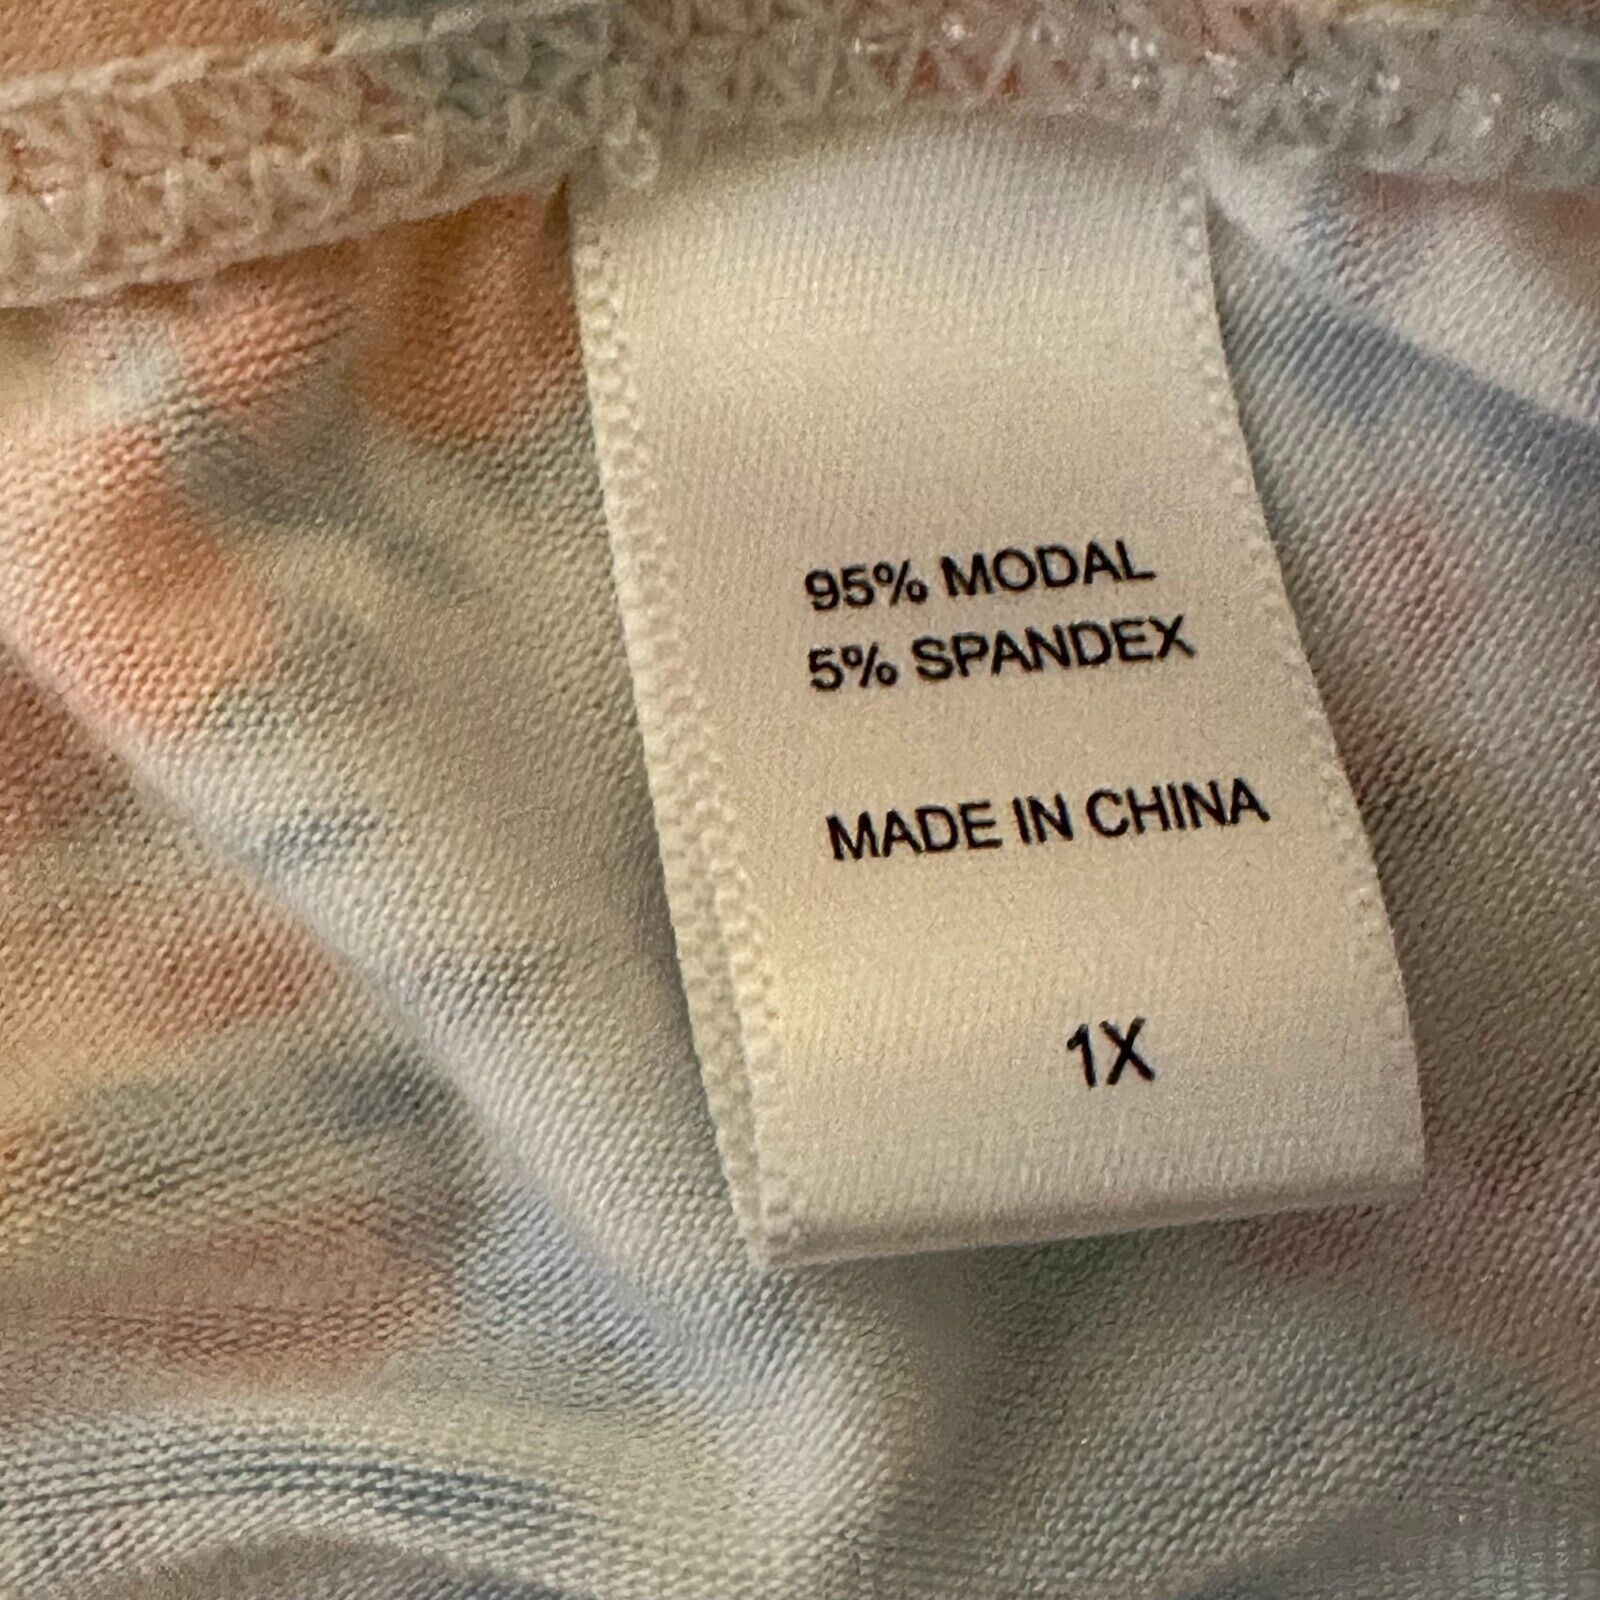 95% MODAL
5% SPANDEX
MADE IN CHINA
1X